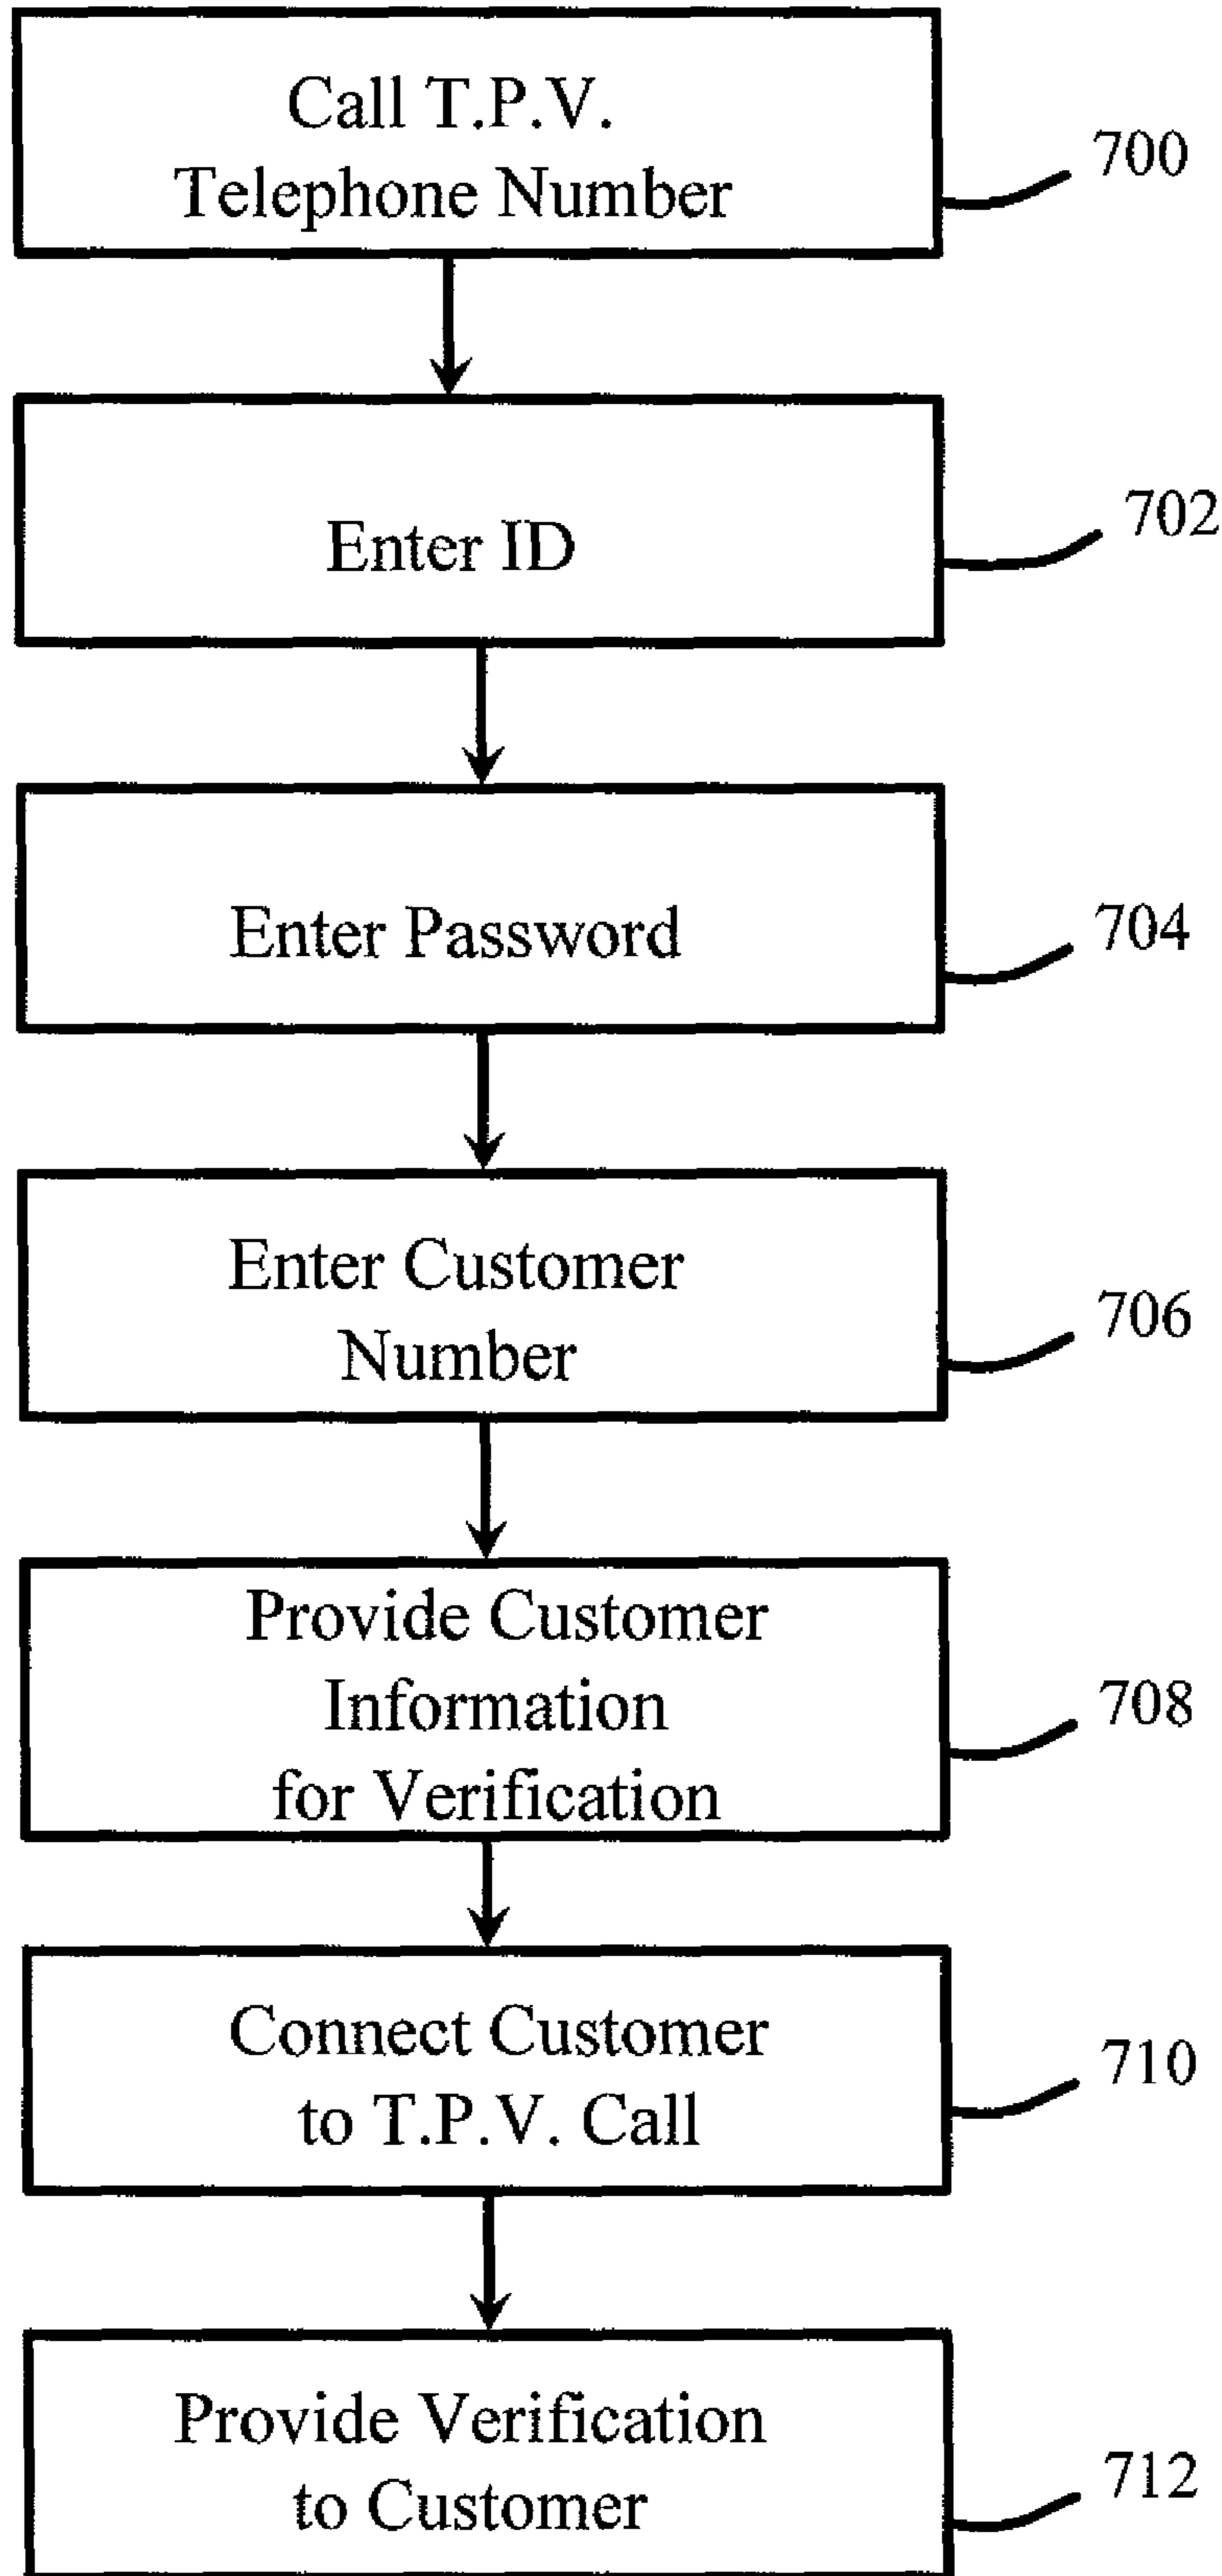 Call T.P.V.
Telephone Number
700
Enter ID
702
Enter Password
704
Enter Customer
Number
706
Provide Customer
Information
for Verification
708
Connect Customer
to T.P.V. Call
710
Provide Verification
to Customer
712